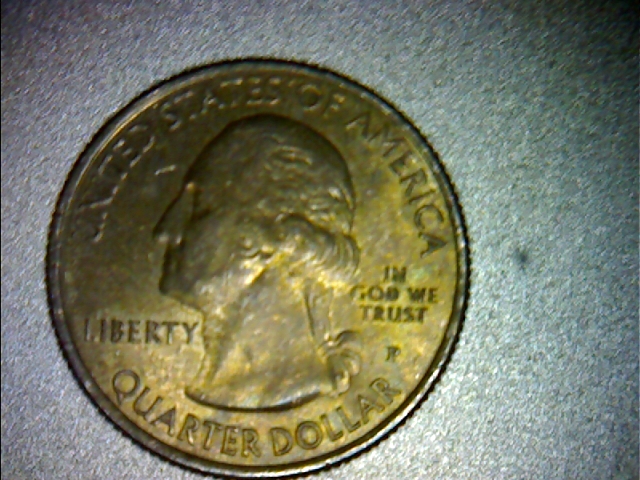 UNITED STATES OF AMERICA
LIBERTY
IN
GOD WE
TRUST
P
QUARTER DOLLAR